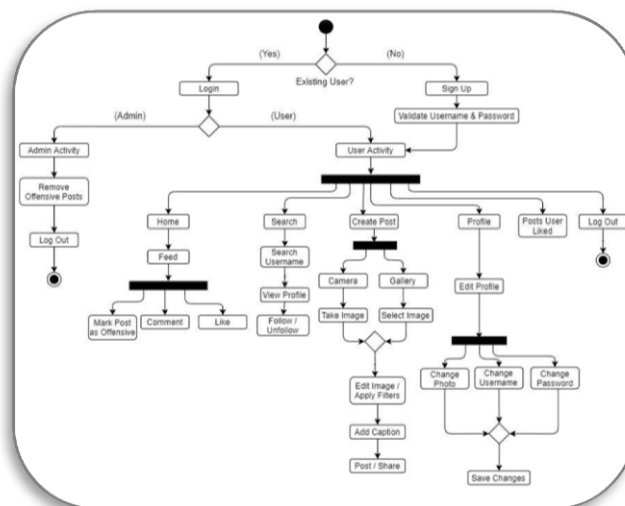 (Yes)
(No)
Existing User?
Login
Sign Up
Validate Username & Password
(Admin)
(User)
Admin Activity
User Activity
Remove
Offensive Posts
Log Out
Home
Search
Create Post
Profile
Posts User
Liked
Log Out
Feed
Search
Username
Camera
Gallery
Edit Profile
View Profile
Mark Post
as Offensive
Comment
Like
Follow /
Unfollow
Take Image
Select Image
Change
Photo
Change
Username
Change
Password
Edit Image /
Apply Filters
Add Caption
Post / Share
Save Changes